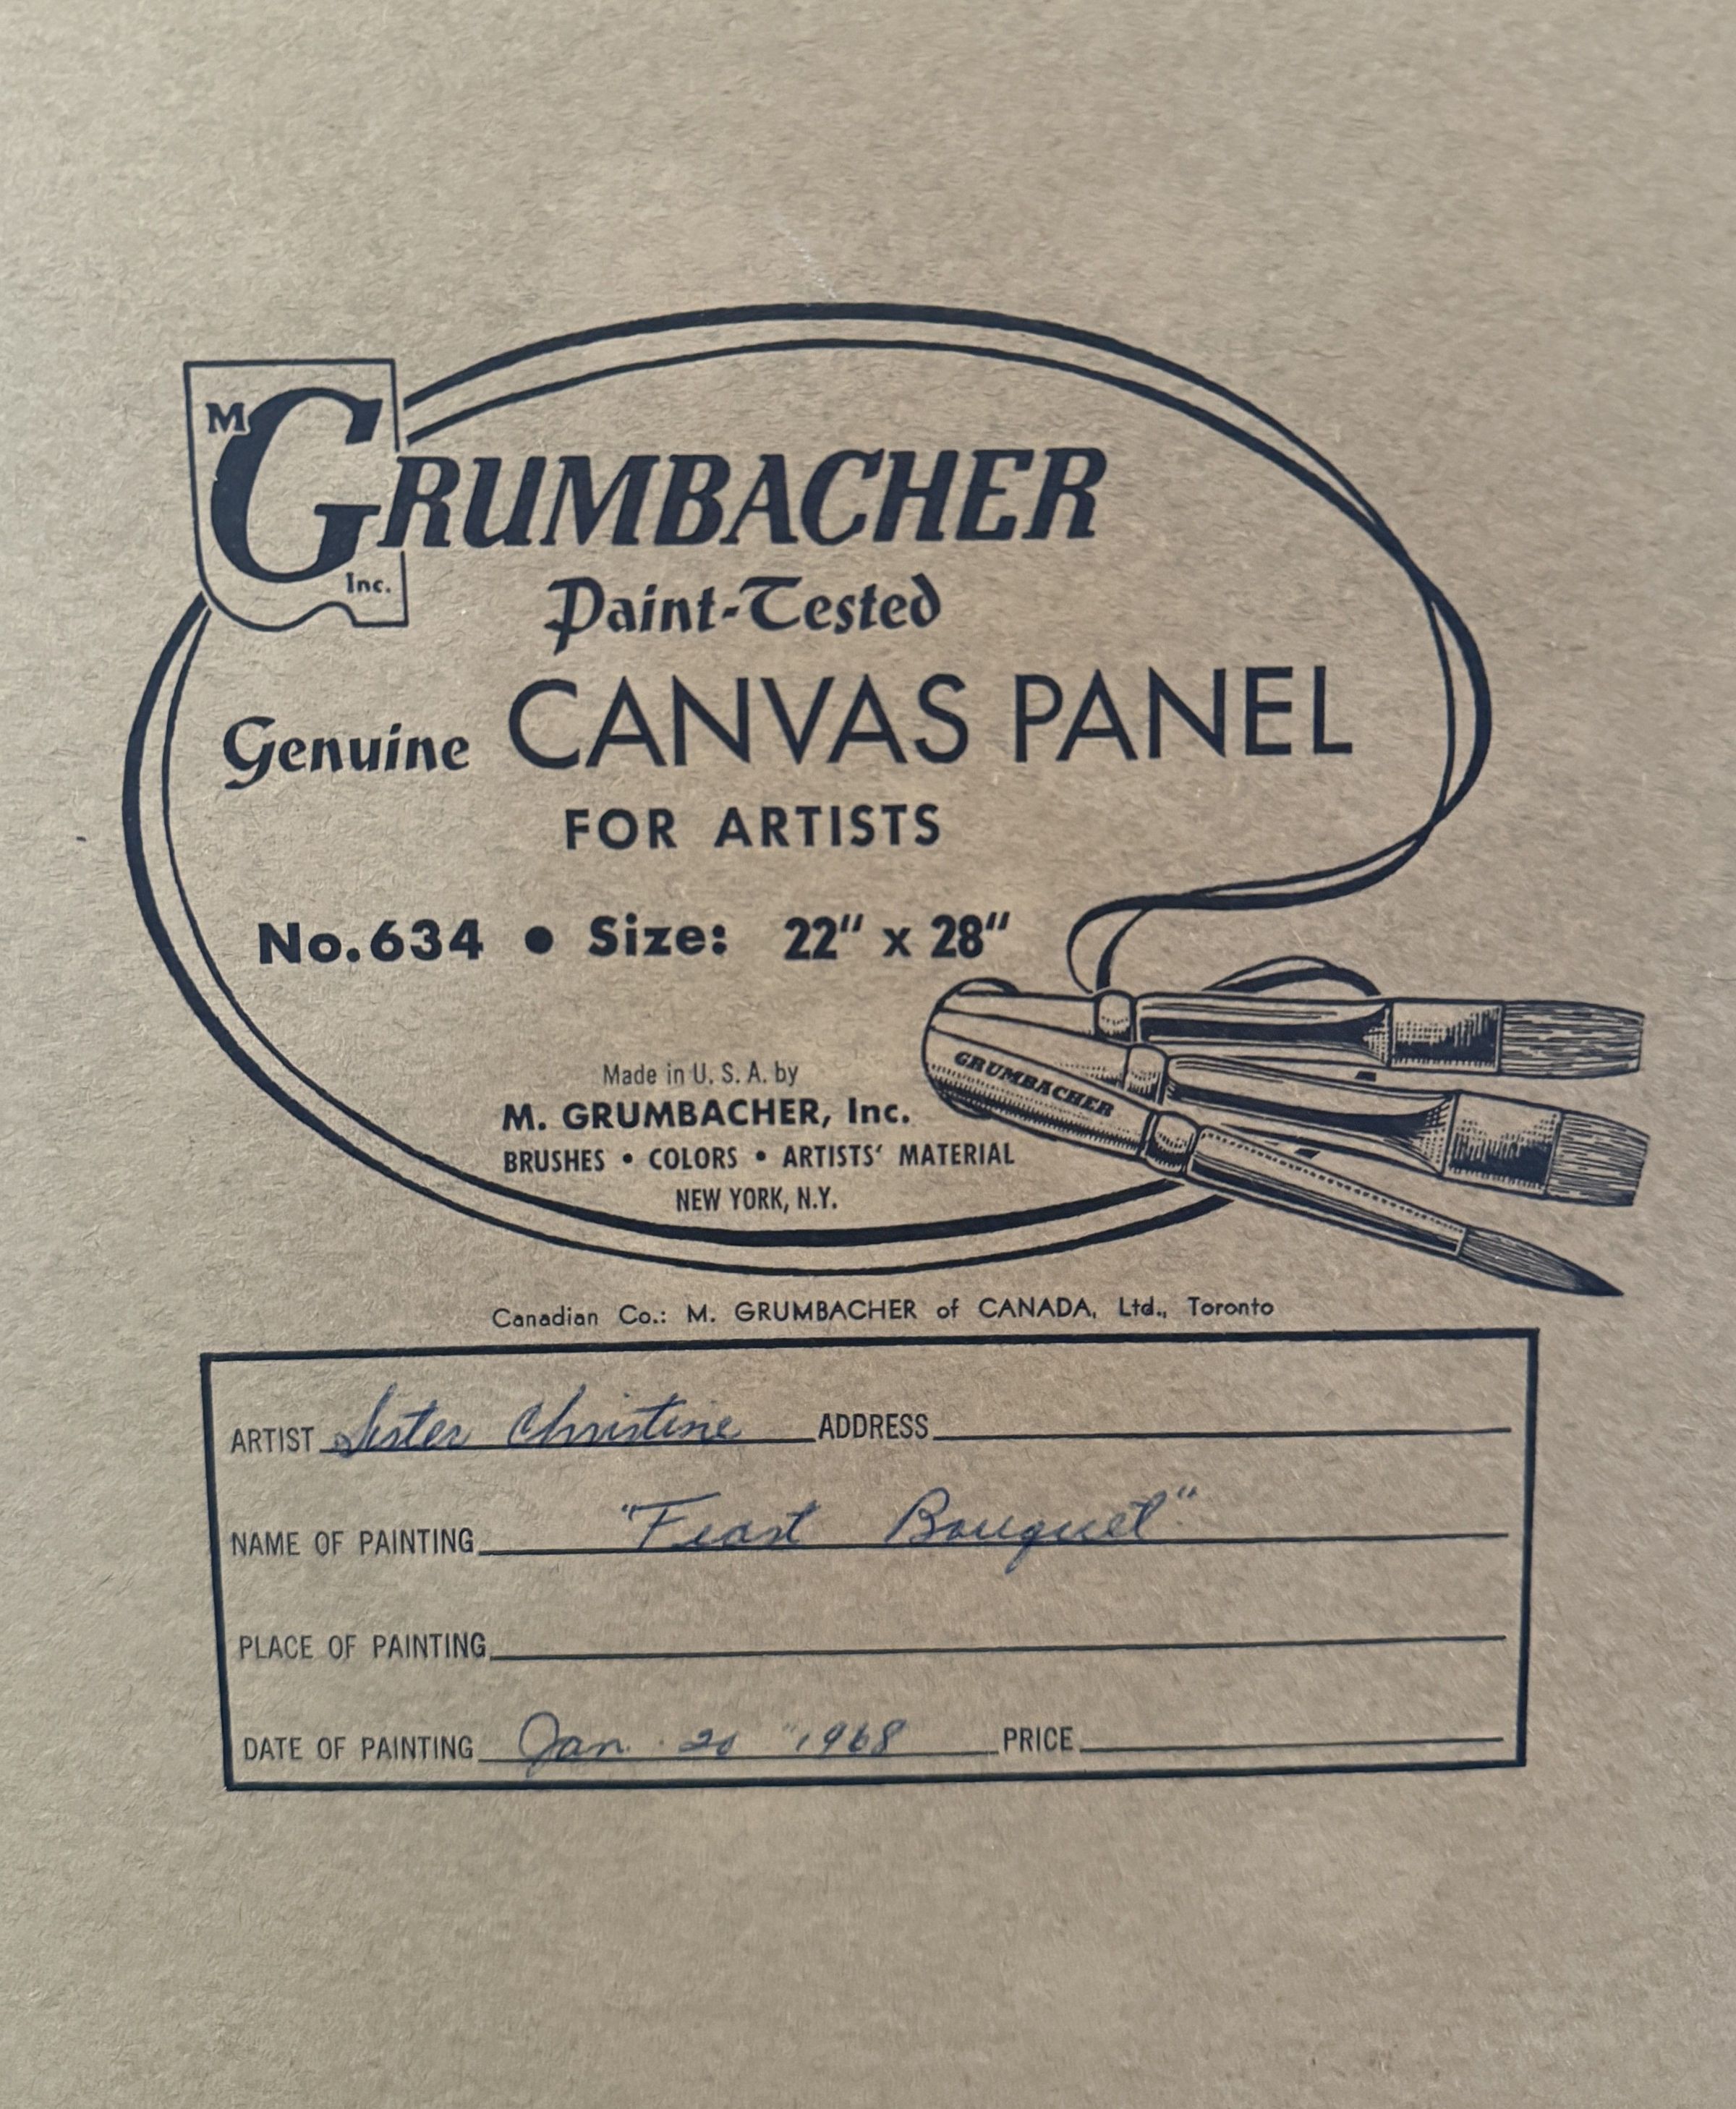 M GRUMBACHER Inc.
Paint-Tested
Genuine CANVAS PANEL
FOR ARTISTS
No. 634 • Size: 22" x 28"
GRUMBACHER
Made in U. S. A. by
M. GRUMBACHER, Inc.
BRUSHES • COLORS • ARTISTS' MATERIAL
NEW YORK, N.Y.
Canadian Co.: M. GRUMBACHER of CANADA, Ltd., Toronto
ARTIST Sister Christine ADDRESS
NAME OF PAINTING "Feast Bouquet"
PLACE OF PAINTING
DATE OF PAINTING Jan. 20 1968 PRICE